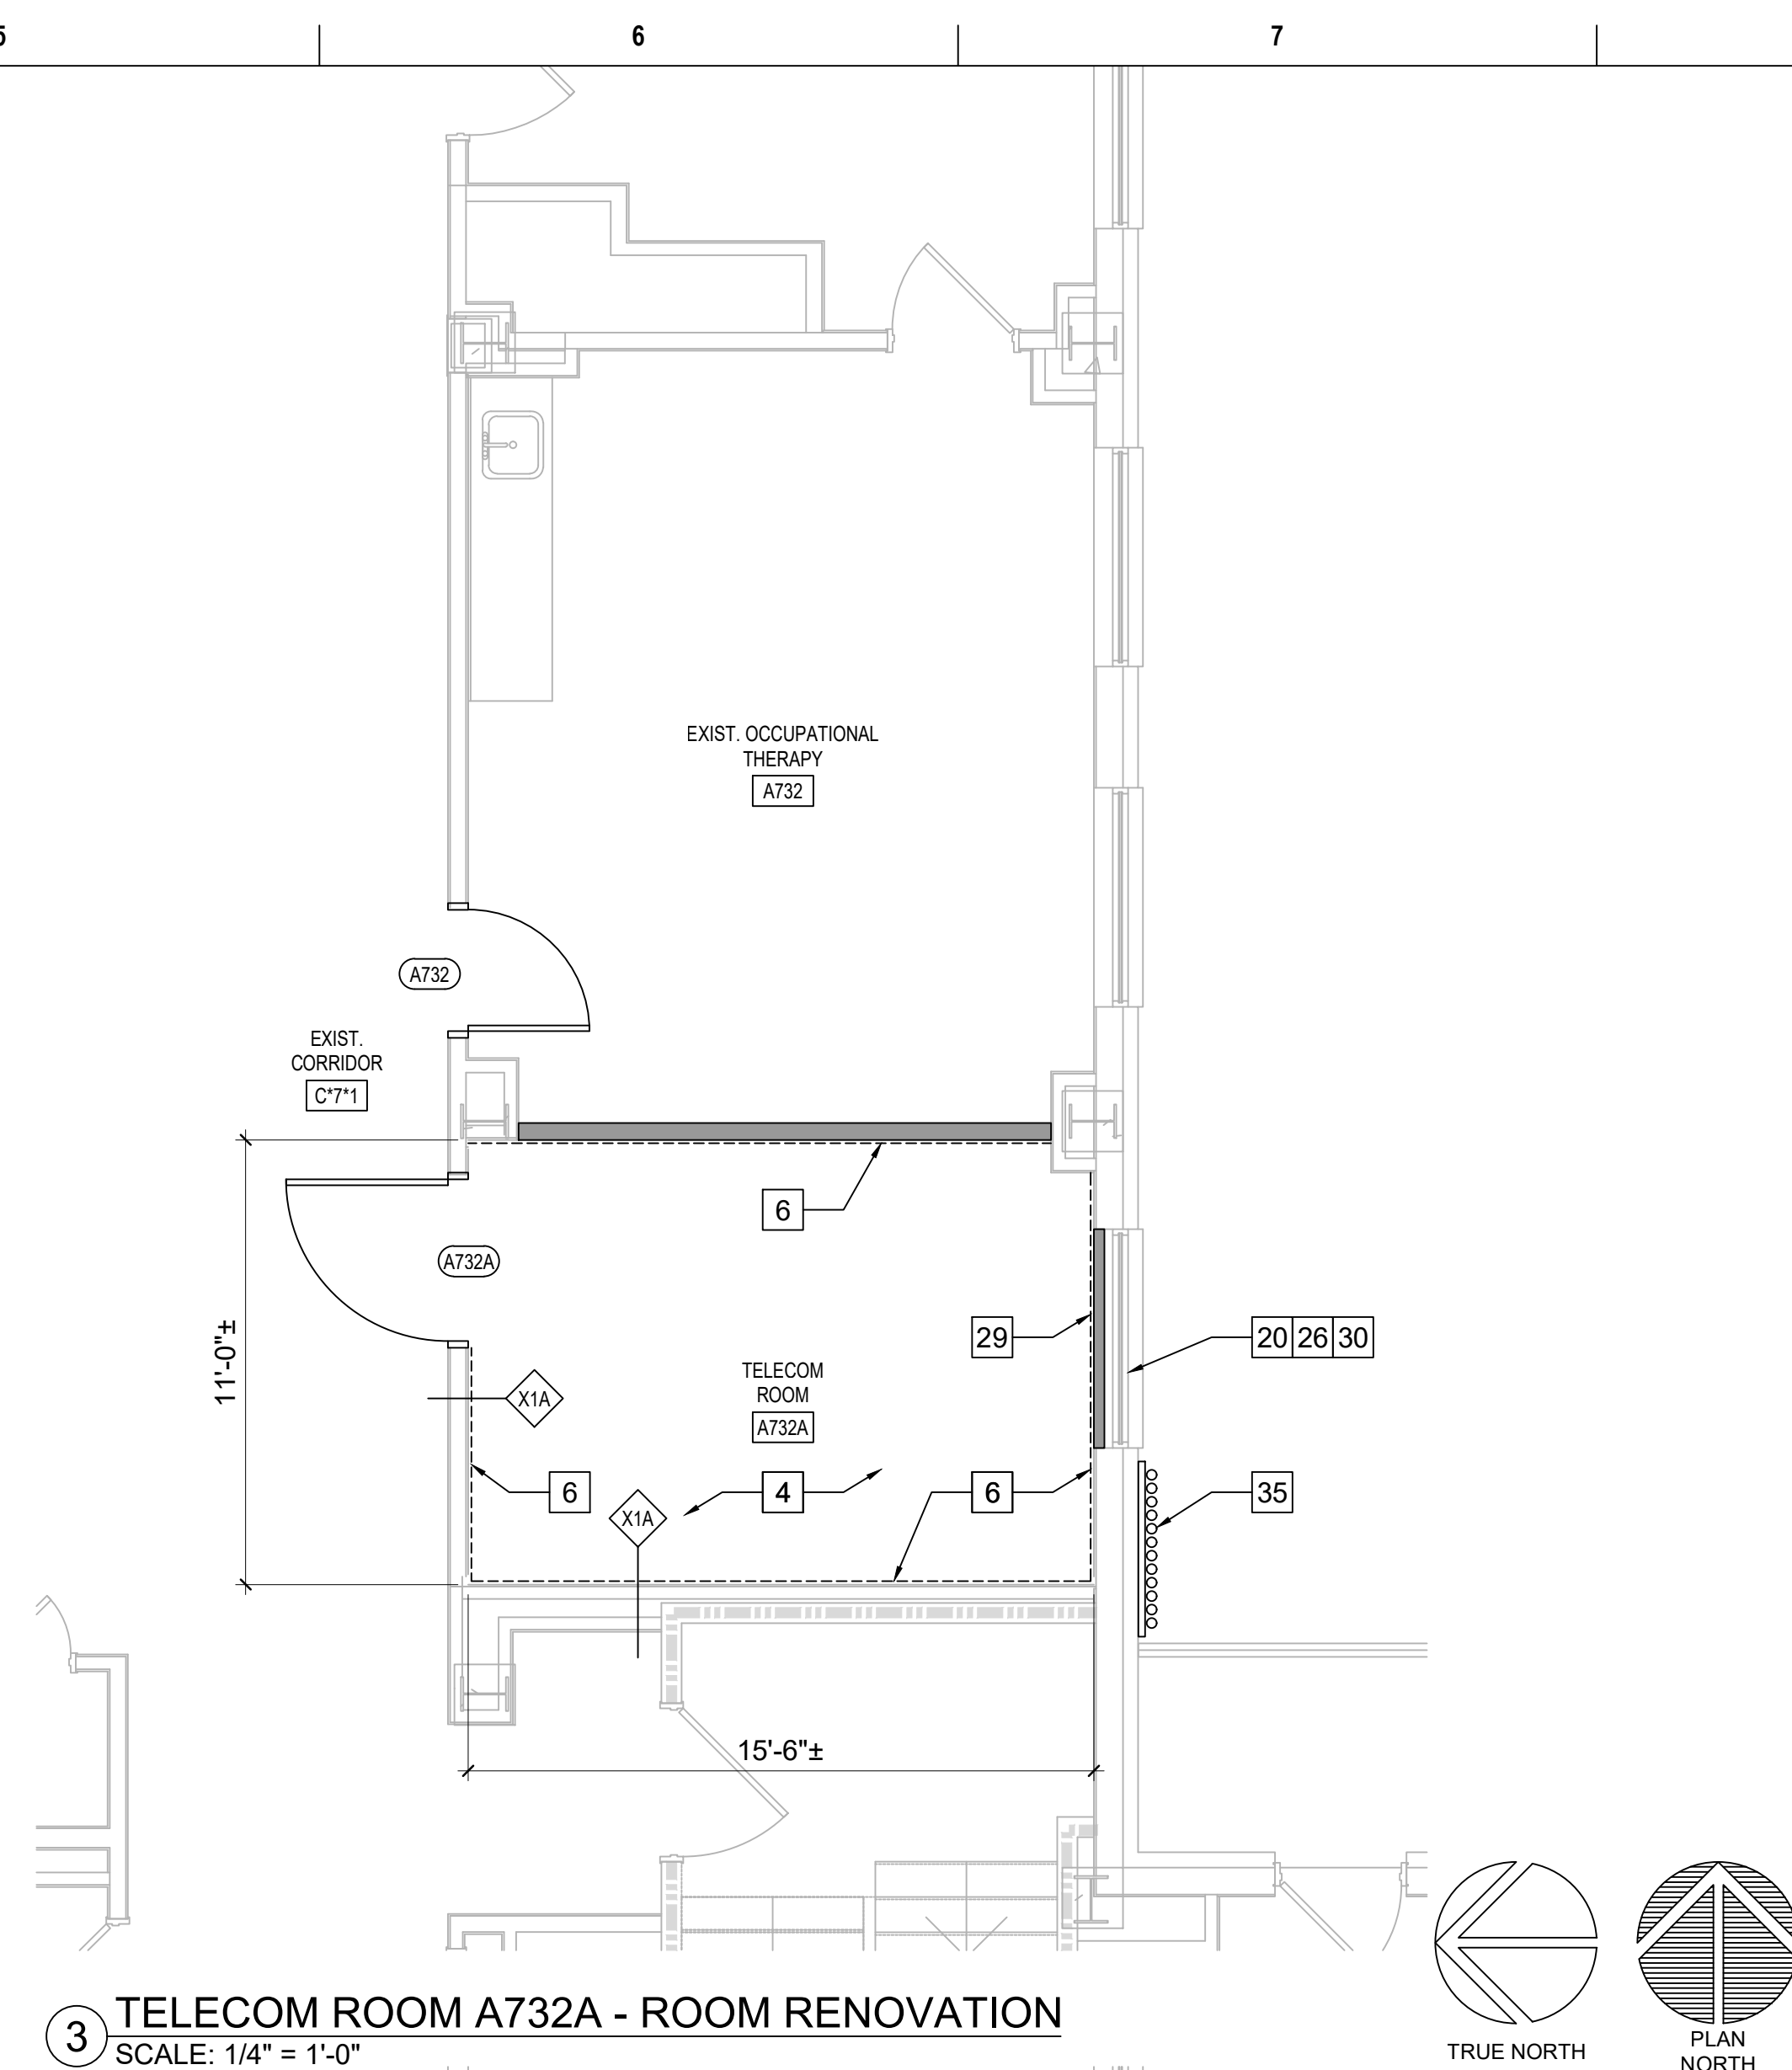 5
6
7
EXIST. OCCUPATIONAL
THERAPY
A732
A732
EXIST.
CORRIDOR
C*7*1
6
A732A
11'-0"±
29
20 26 30
TELECOM
ROOM
A732A
X1A
6
4
6
35
X1A
15'-6"±
3
TELECOM ROOM A732A - ROOM RENOVATION
SCALE: 1/4" = 1'-0"
TRUE NORTH
PLAN
NORTH